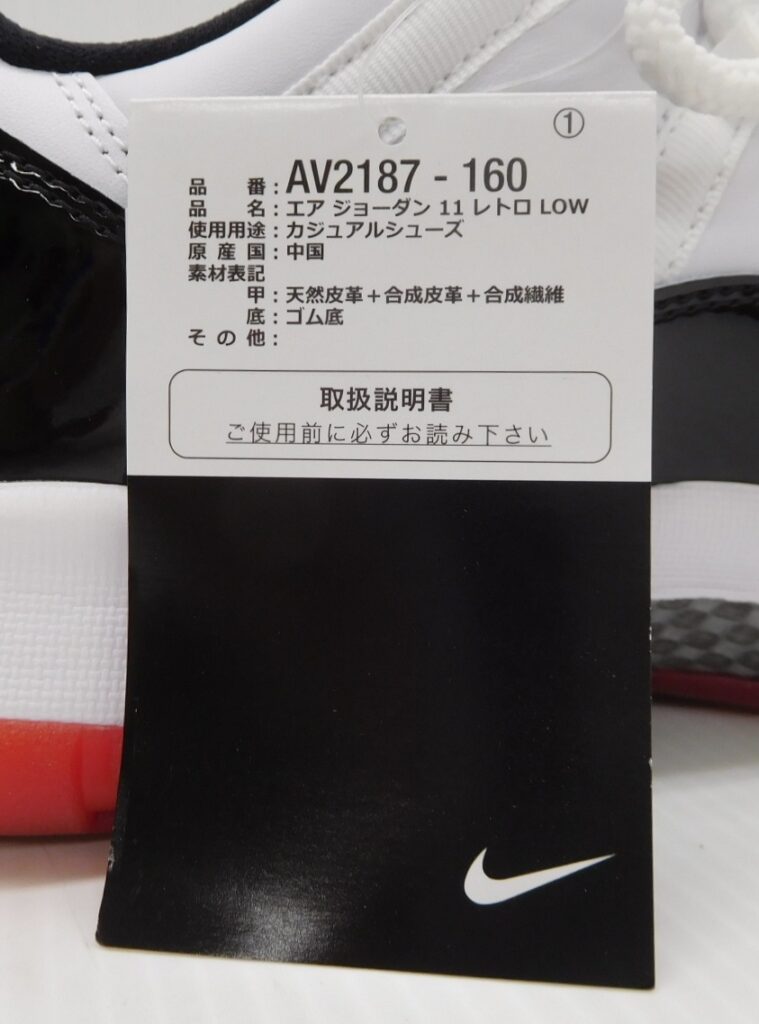 ①
品 番：AV2187 - 160
品 名：エア ジョーダン 11 レトロ LOW
使用用途：カジュアルシューズ
原 産 国：中国
素材表記
甲：天然皮革＋合成皮革＋合成繊維
底：ゴム底
そ の 他：
取扱説明書
ご使用前に必ずお読み下さい